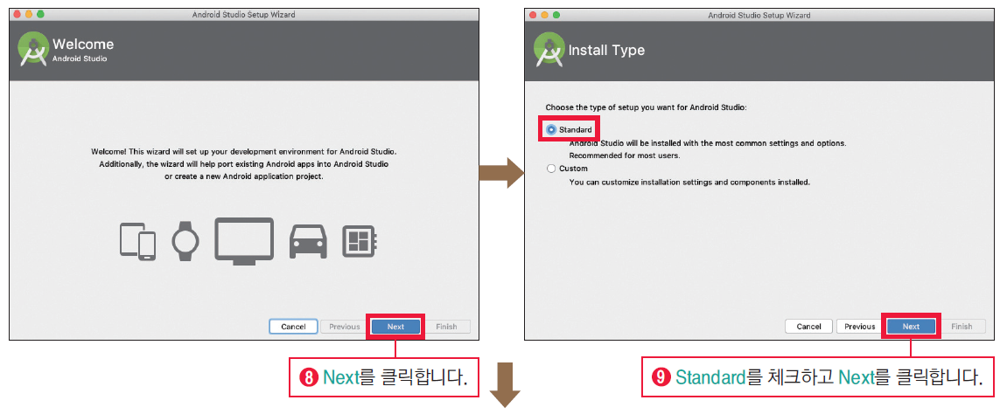 Android Studio Setup Wizard
Welcome
Android Studio
Welcome! This wizard will set up your development environment for Android Studio.
Additionally, the wizard will help port existing Android apps into Android Studio
or create a new Android application project.
Cancel
Previous
Next
Finish
❽ Next를 클릭합니다.
Android Studio Setup Wizard
Install Type
Choose the type of setup you want for Android Studio:
Standard
Android Studio will be installed with the most common settings and options.
Recommended for most users.
Custom
You can customize installation settings and components installed.
Cancel
Previous
Next
Finish
❾ Standard를 체크하고 Next를 클릭합니다.